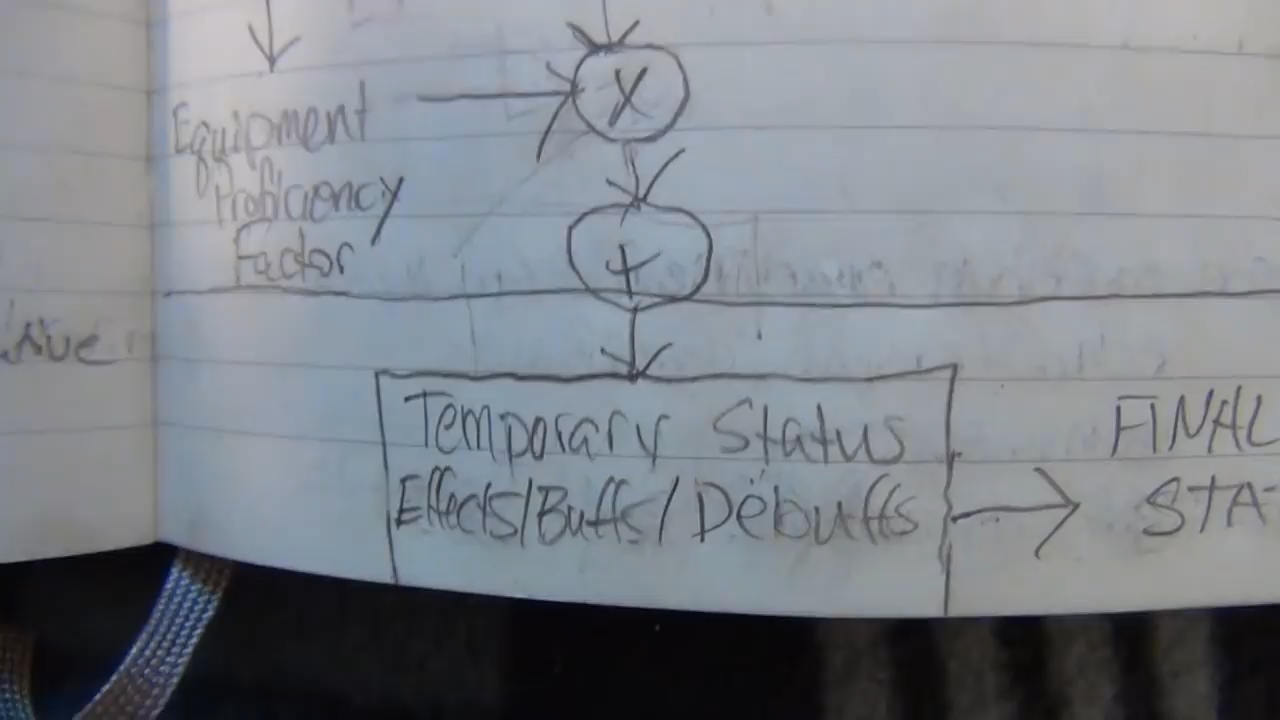 X
Equipment
Proficiency
Factor
+
Temporary Status
Effects/Buffs/Debuffs
FINAL
STA